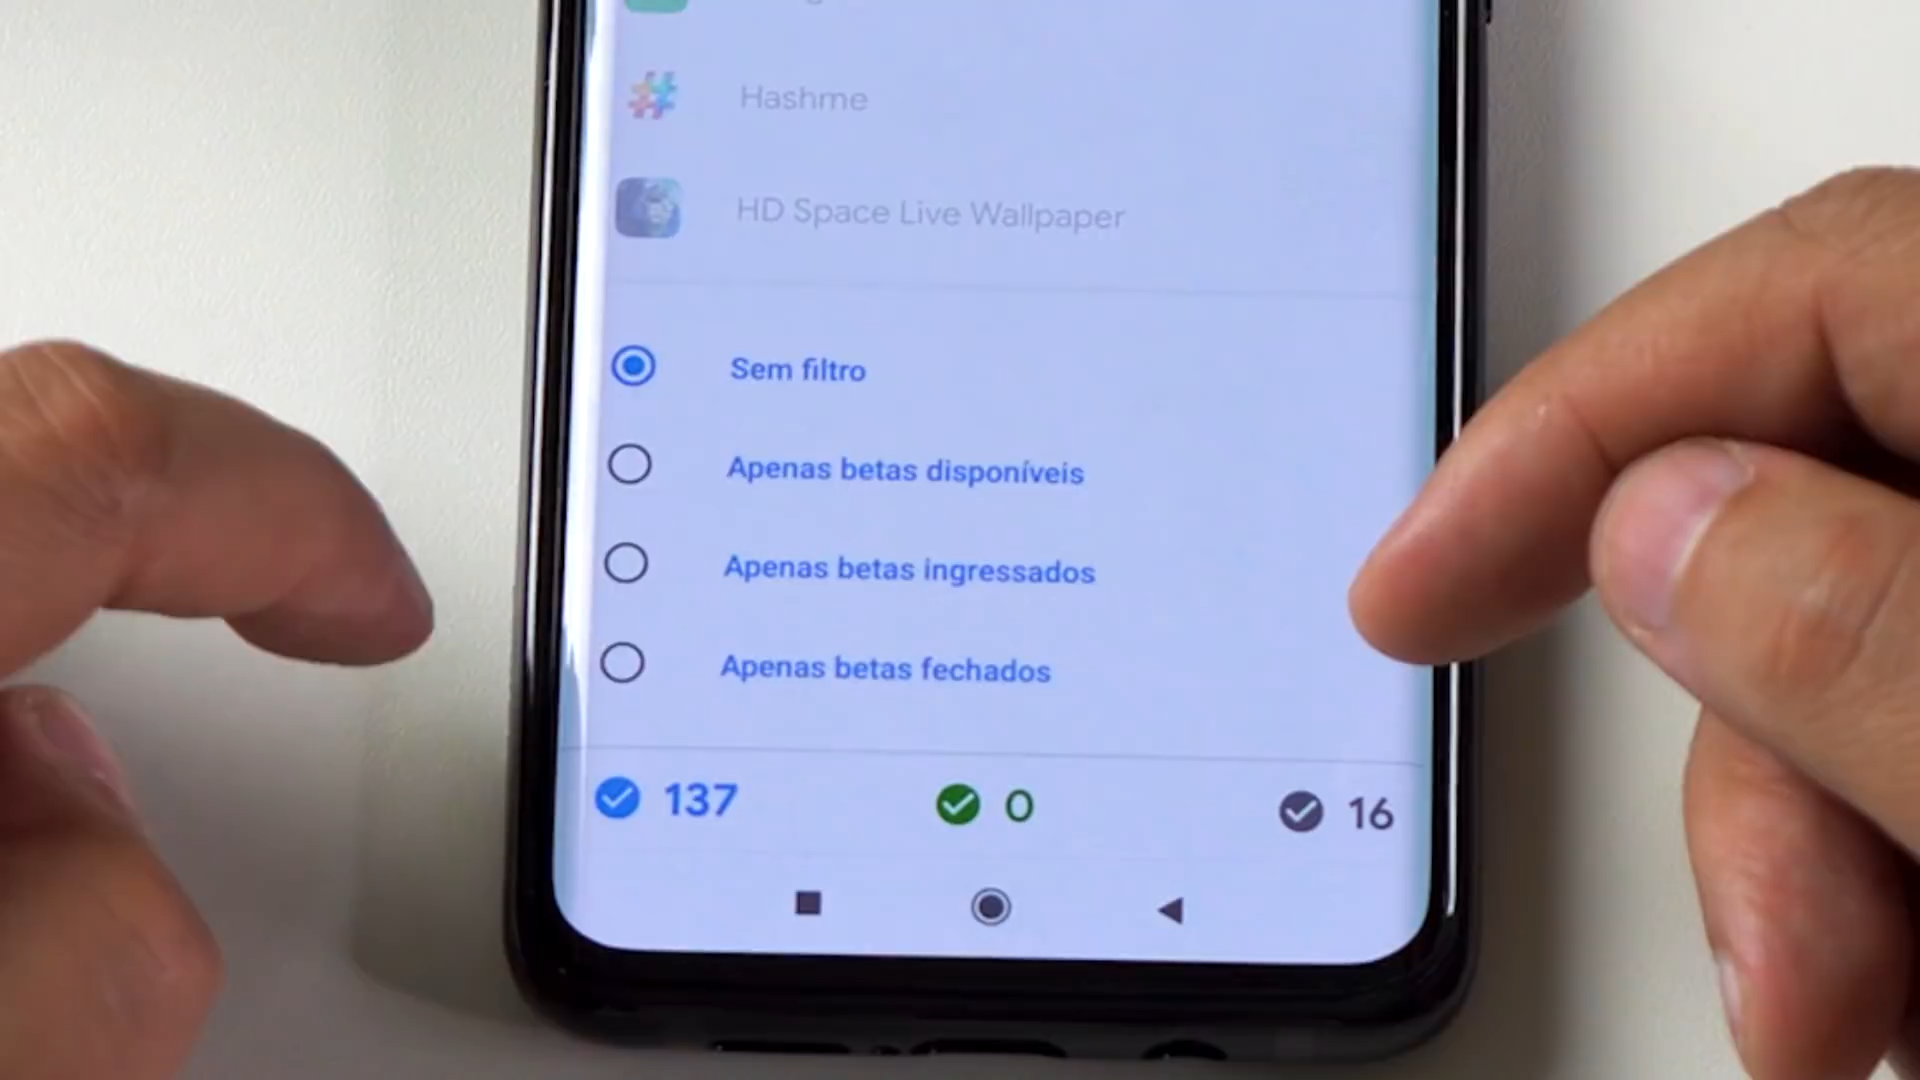 Hashme
HD Space Live Wallpaper
Sem filtro
Apenas betas disponíveis
Apenas betas ingressados
Apenas betas fechados
137 0 16